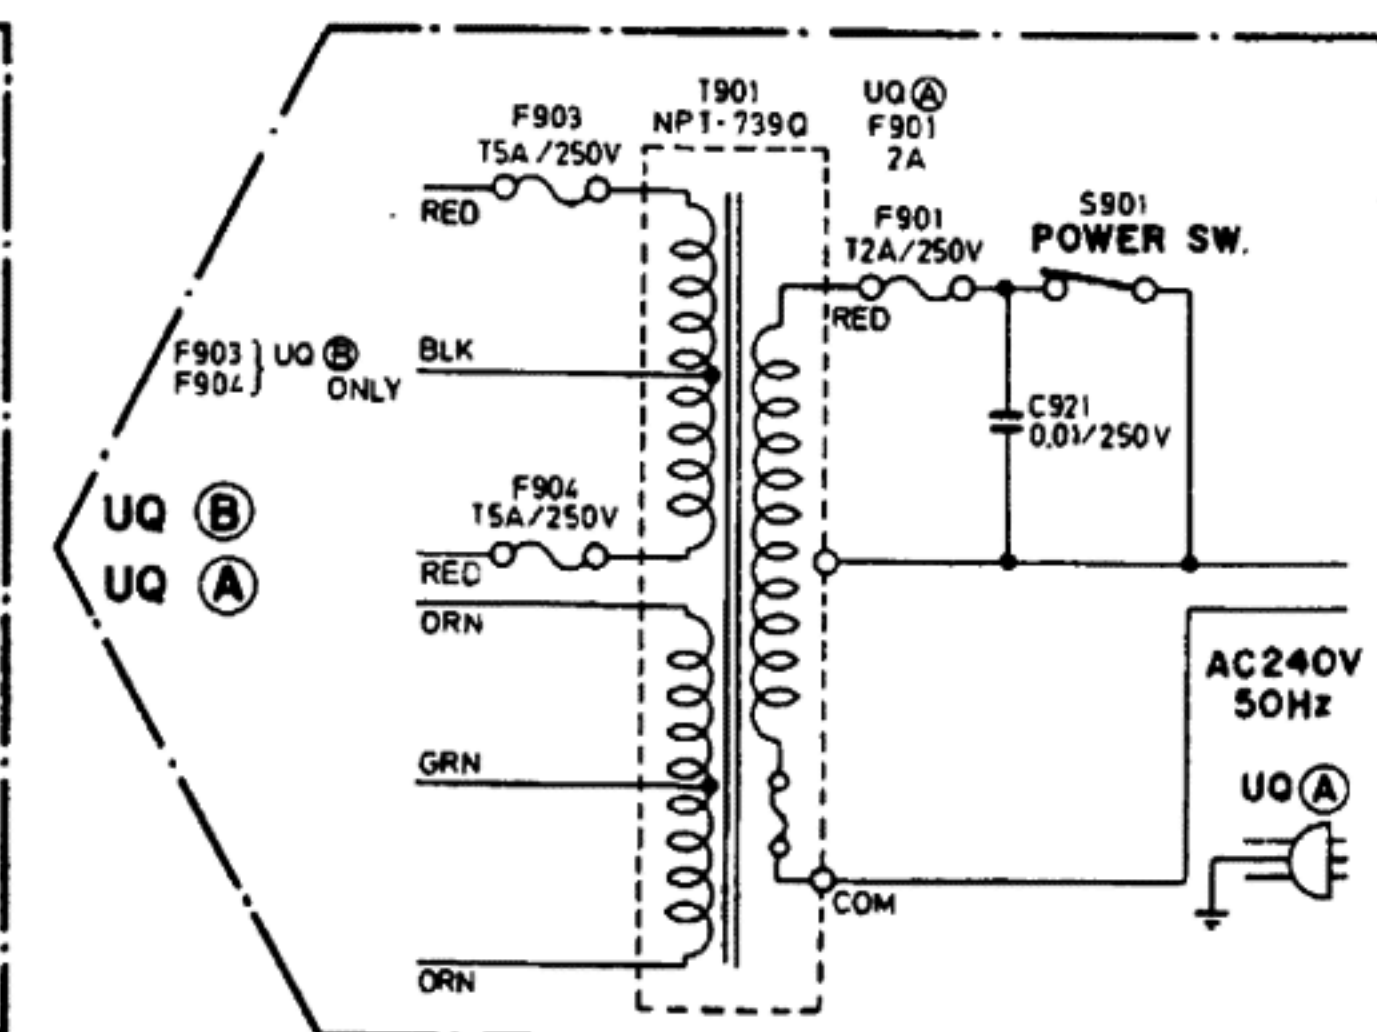 T901
NPT-739Q
UQ Ⓐ
F901
2A
F903
T5A/250V
RED
F901
T2A/250V
S901
POWER SW.
RED
F903
F904
UQ Ⓑ
ONLY
BLK
C921
0.01/250V
UQ Ⓑ
UQ Ⓐ
F904
T5A/250V
RED
ORN
AC240V
50Hz
GRN
UQ Ⓐ
COM
ORN